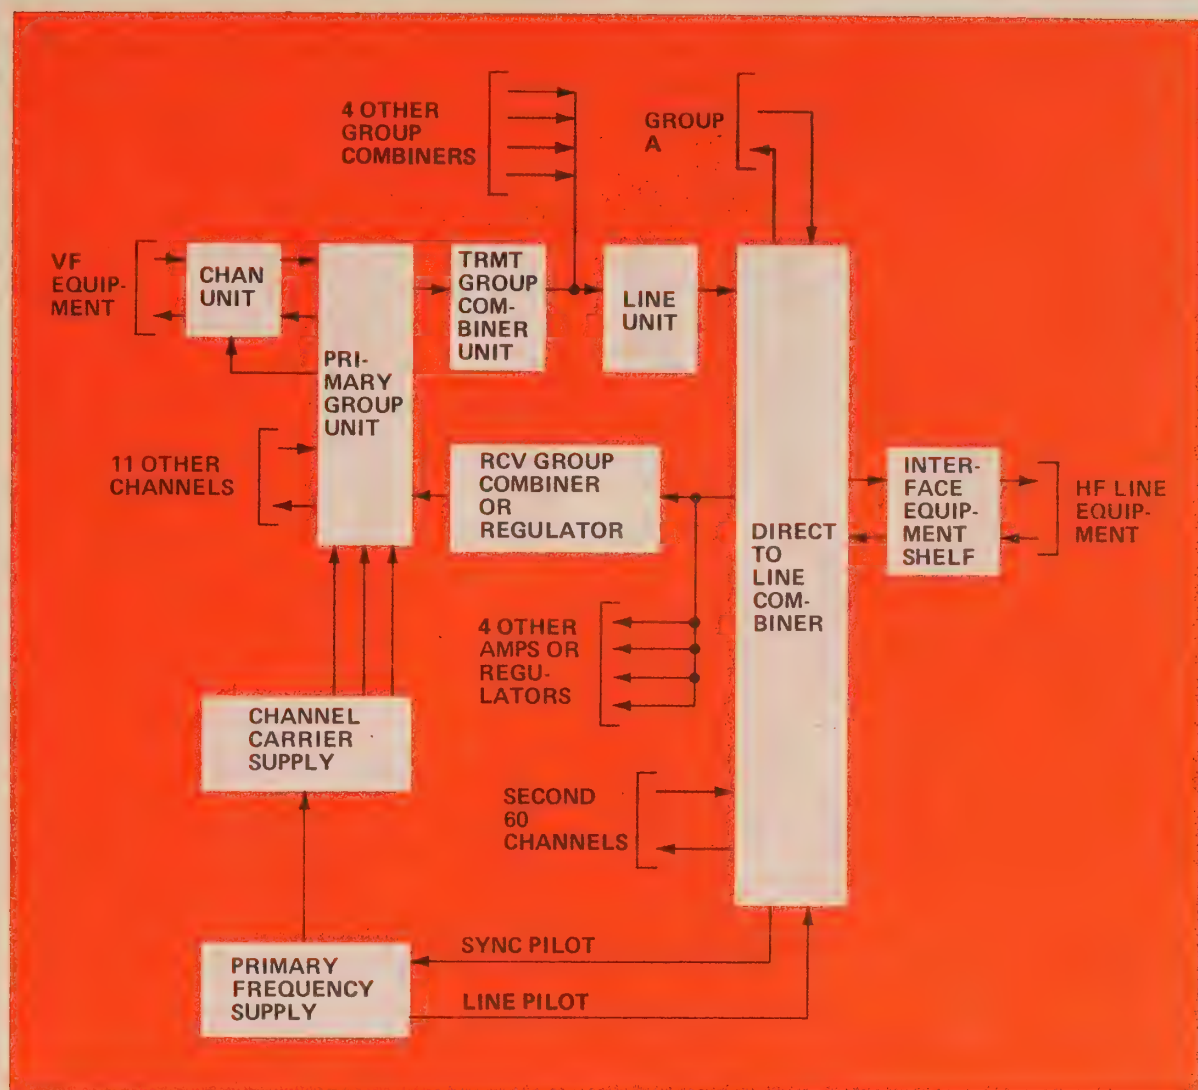 4 OTHER
GROUP
COMBINERS
GROUP
A
VF
EQUIP-
MENT
CHAN
UNIT
PRI-
MARY
GROUP
UNIT
TRMT
GROUP
COM-
BINER
UNIT
LINE
UNIT
11 OTHER
CHANNELS
RCV GROUP
COMBINER
OR
REGULATOR
DIRECT
TO
LINE
COM-
BINER
INTER-
FACE
EQUIP-
MENT
SHELF
HF LINE
EQUIP-
MENT
4 OTHER
AMPS OR
REGU-
LATORS
CHANNEL
CARRIER
SUPPLY
SECOND
60
CHANNELS
PRIMARY
FREQUENCY
SUPPLY
SYNC PILOT
LINE PILOT